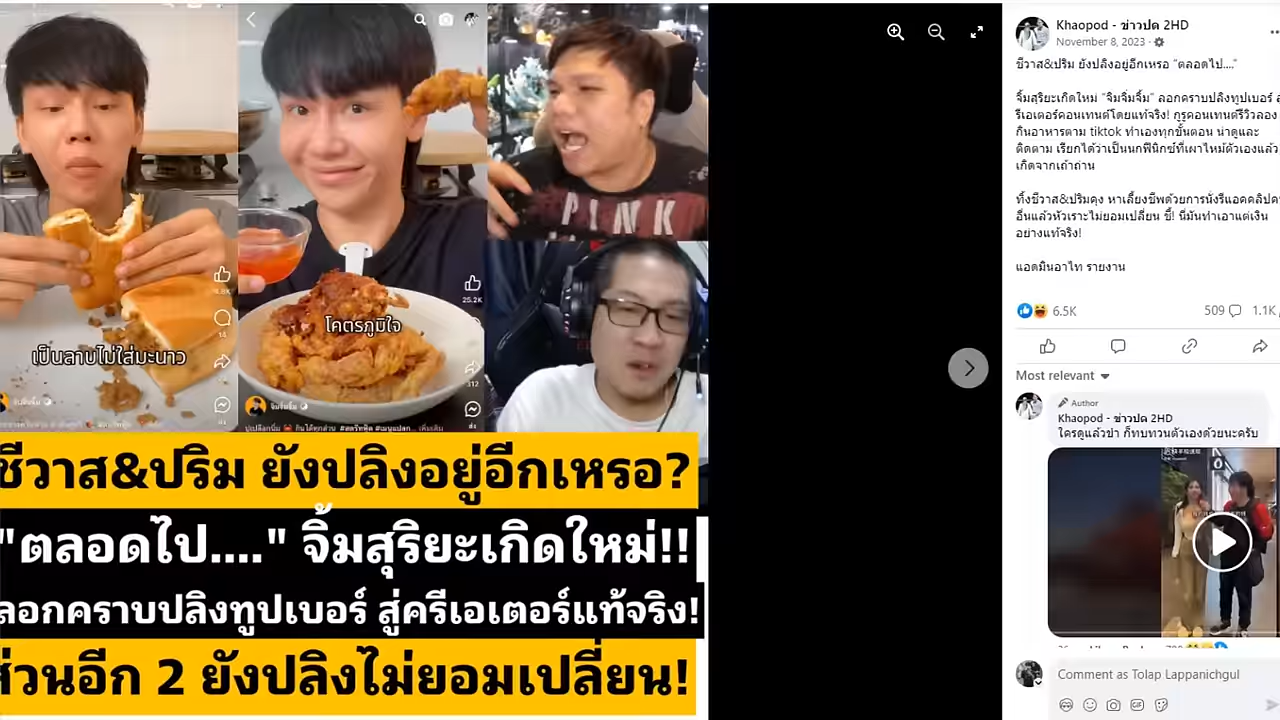 เป็นลาบไม่ใส่มะนาว
4.8K
โคตรภูมิใจ
25.2K
312
จิ้มจิ้มจิ้ม
PINK
ชีวาส&ปริม ยังปลิงอยู่อีกเหรอ?
"ตลอดไป...." จิ้มสุริยะเกิดใหม่!!
ลอกคราบปลิงทูปเบอร์ สู่ครีเอเตอร์แท้จริง!
ส่วนอีก 2 ยังปลิงไม่ยอมเปลี่ยน!
Khaopod - ข่าวปด 2HD
November 8, 2023
ชีวาส&ปริม ยังปลิงอยู่อีกเหรอ "ตลอดไป...."
จิ้มสุริยะเกิดใหม่ "จิมจิมจิ้ม" ลอกคราบปลิงทูปเบอร์
รีเอเตอร์คอนเทนต์โดยแท้จริง! กูรูคอนเทนต์รีวิวลอง
กินอาหารตาม tiktok ทำเองทุกขั้นตอน น่าดูและ
ติดตาม เรียกได้ว่าเป็นนกฟีนิกซ์ที่เผาไหม้ตัวเองแล้ว
เกิดจากเถ้าถ่าน
ทิ้งชีวาส&ปริมดุง หาเลี้ยงชีพด้วยการนั่งรีแอคคลิปค
อื่นแล้วหัวเราะไม่ยอมเปลี่ยน ขี้! นี่มันทำเอาแต่เงิน
อย่างแท้จริง!
แอดมินอาไท รายงาน
6.5K
509
1.1K
Most relevant
Author
Khaopod - ข่าวปด 2HD
ใครดูแล้วขำ ก็ทบทวนตัวเองด้วยนะครับ
Comment as Tolap Lappanichgul